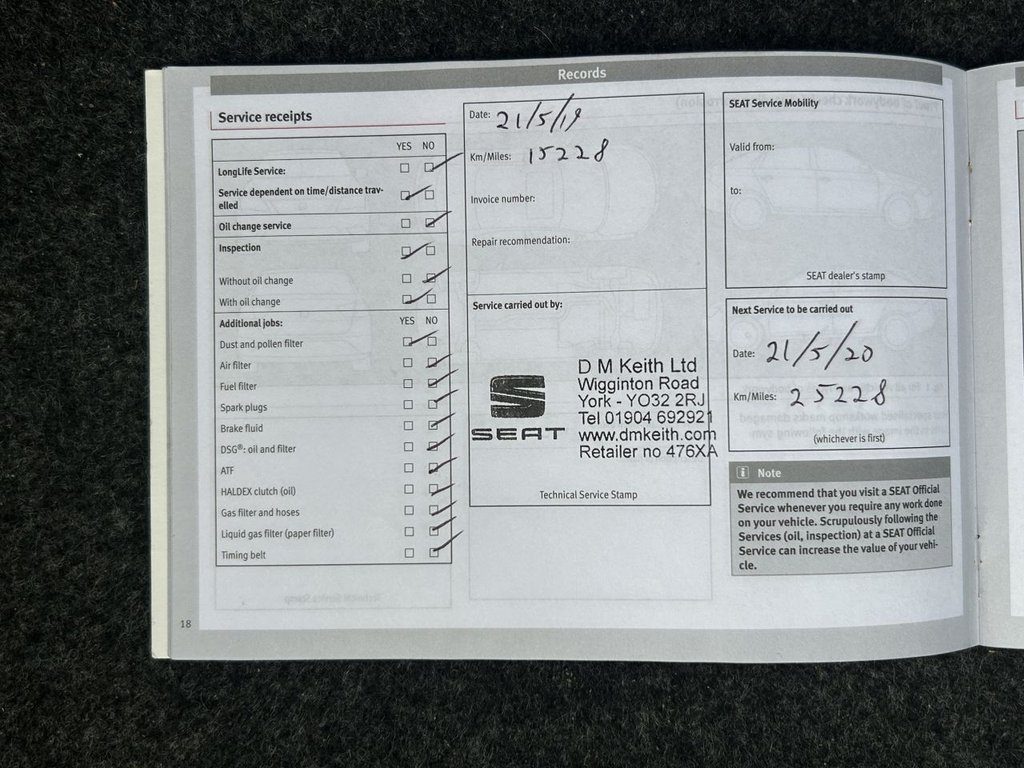 Records
Service receipts
YES NO
LongLife Service:
Service dependent on time/distance trav-
elled
Oil change service
Inspection
Without oil change
With oil change
Additional jobs: YES NO
Dust and pollen filter
Air filter
Fuel filter
Spark plugs
Brake fluid
DSG®: oil and filter
ATF
HALDEX clutch (oil)
Gas filter and hoses
Liquid gas filter (paper filter)
Timing belt
18
Date: 21/5/19
Km/Miles: 15228
Invoice number:
Repair recommendation:
Service carried out by:
SEAT
D M Keith Ltd
Wigginton Road
York - YO32 2RJ
Tel 01904 692921
www.dmkeith.com
Retailer no 476XA
Technical Service Stamp
SEAT Service Mobility
Valid from:
to:
SEAT dealer's stamp
Next Service to be carried out
Date: 21/5/20
Km/Miles: 25228
(whichever is first)
i Note
We recommend that you visit a SEAT Official
Service whenever you require any work done
on your vehicle. Scrupulously following the
Services (oil, inspection) at a SEAT Official
Service can increase the value of your vehi-
cle.